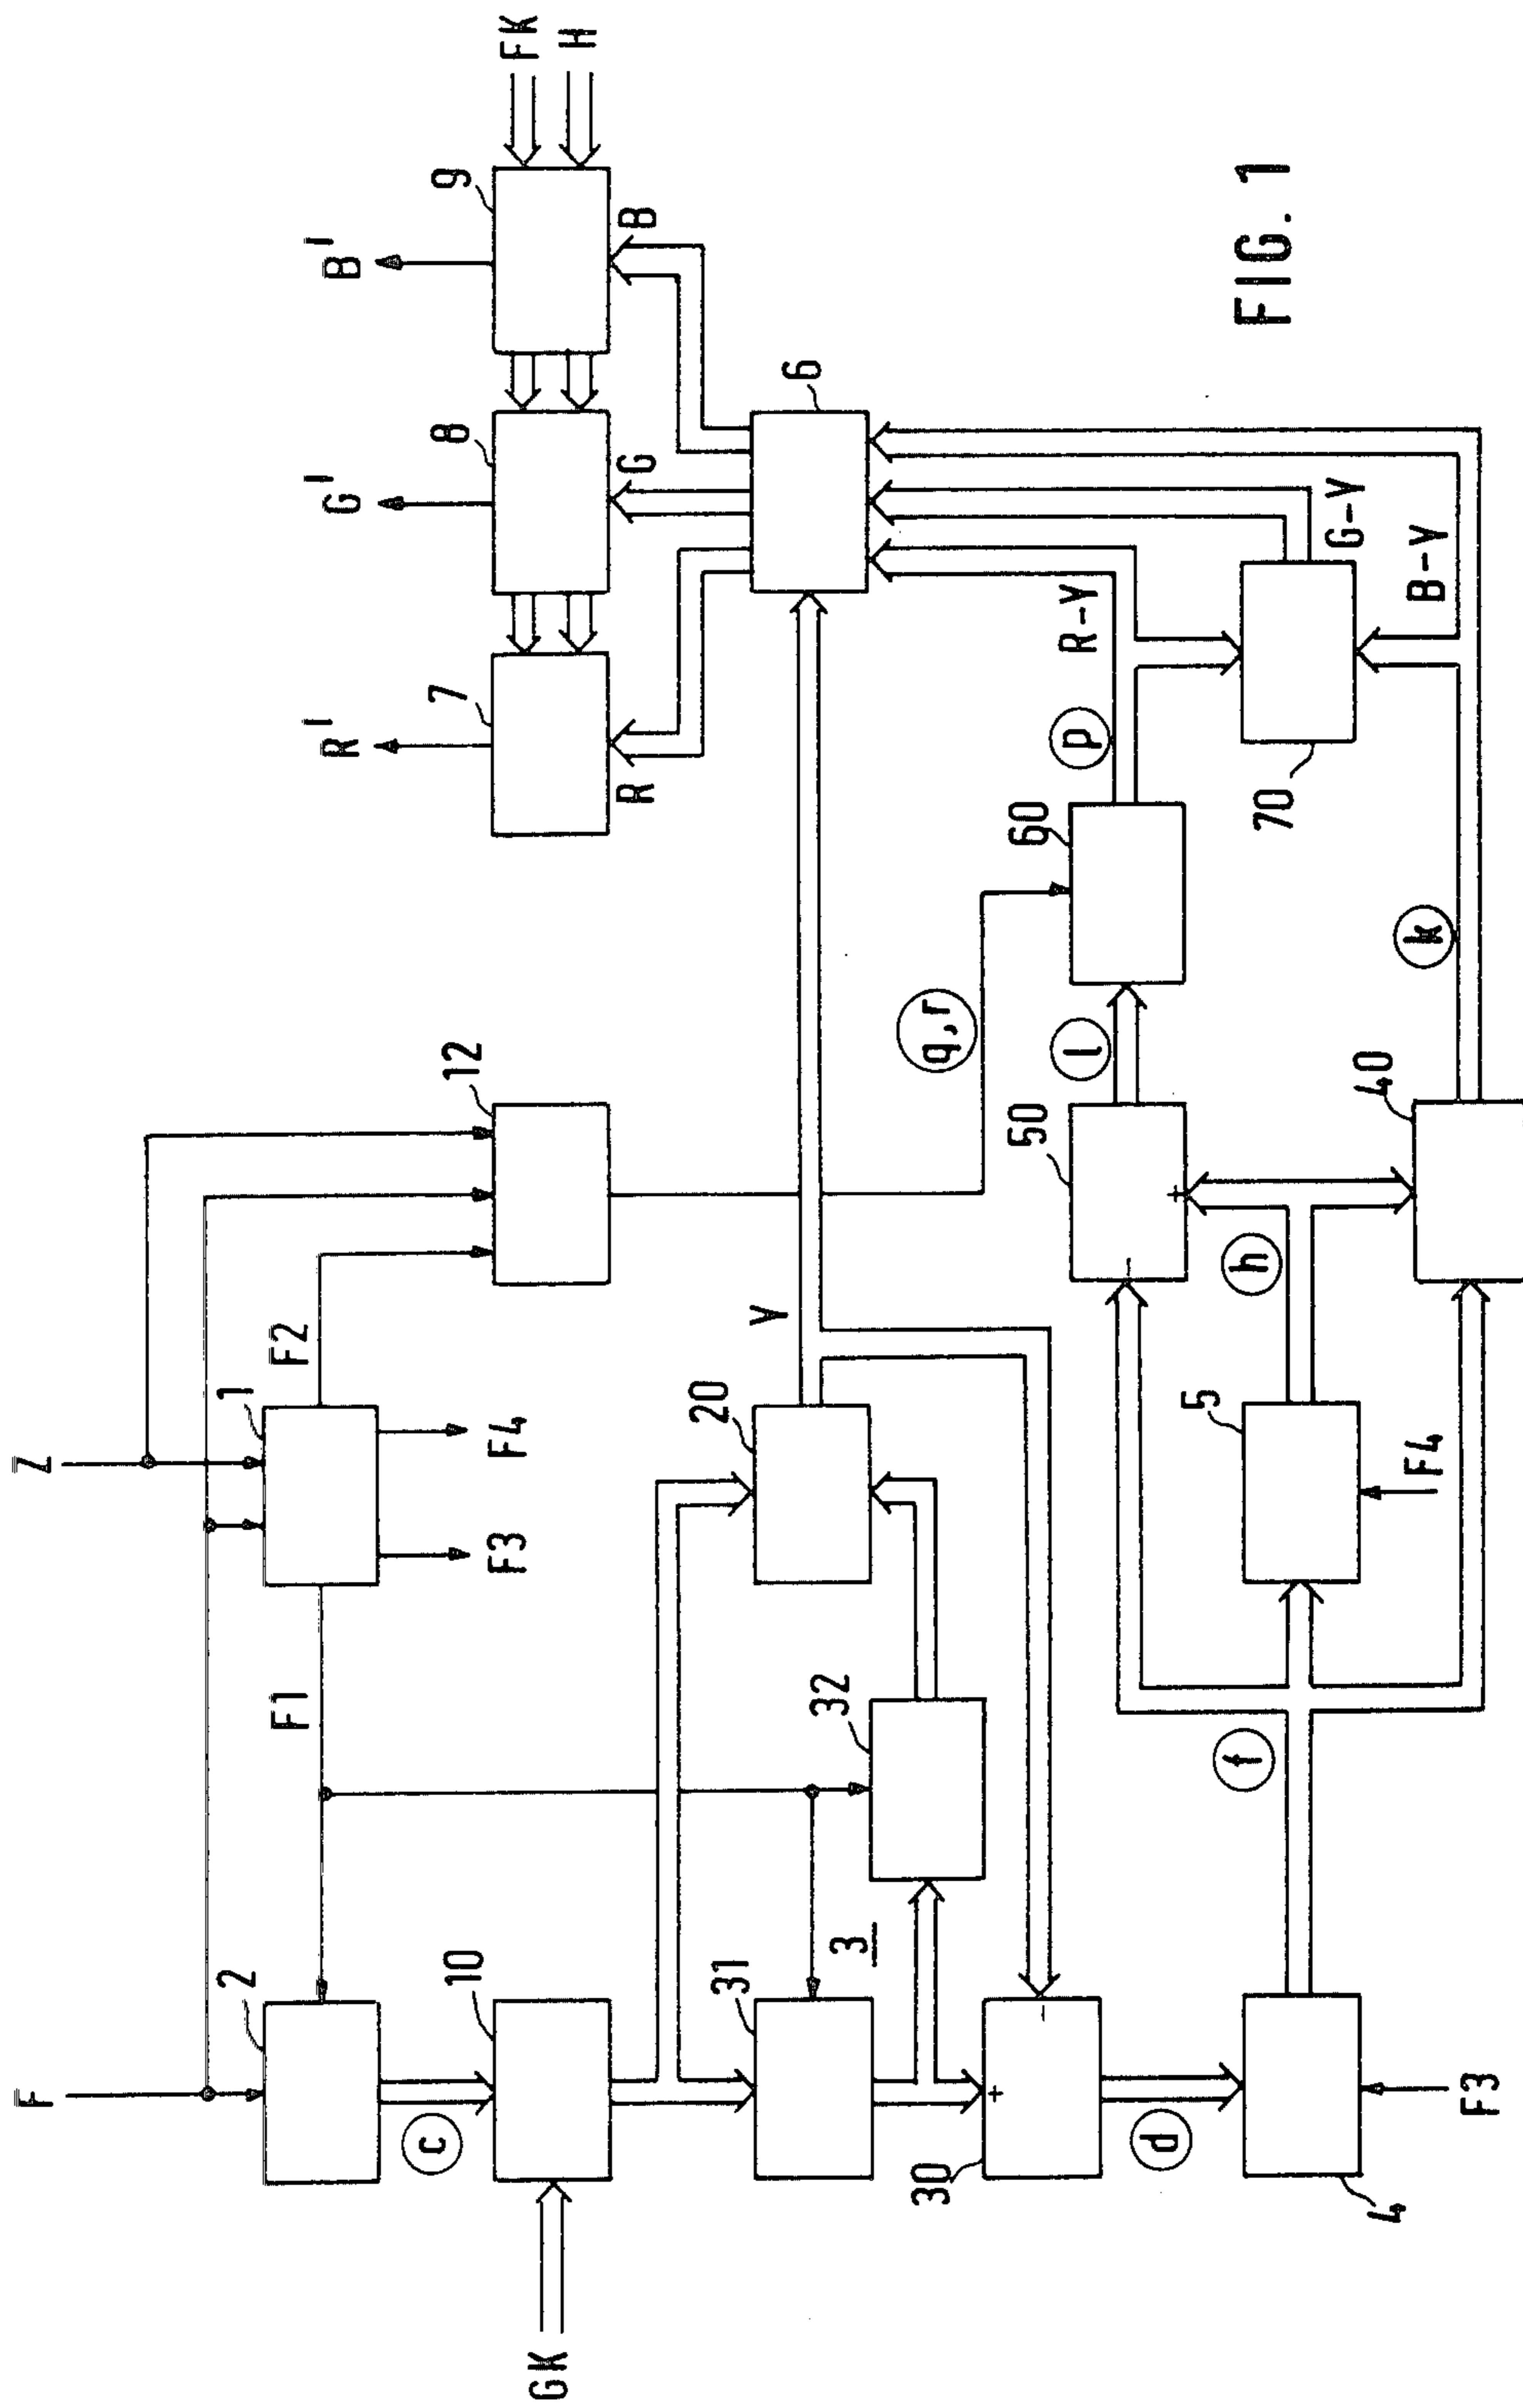 F
Z
2
1
F1
F2
R'
G'
B'
c
10
12
7
8
9
F3
F4
FK
GK
H
R
G
B
20
31
Y
6
32
3
30
q,r
+
-
50
60
l
p
R-Y
-
+
d
f
h
5
70
FIG. 1
G-Y
4
40
k
B-Y
F3
F4